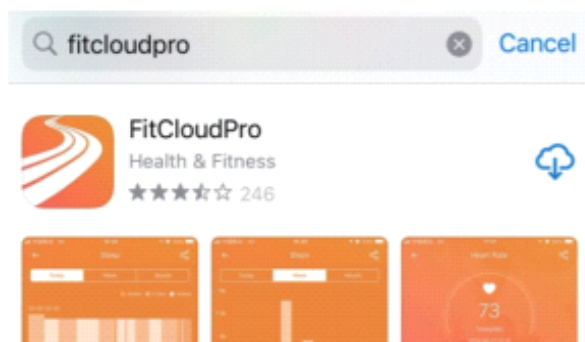 fitcloudpro Cancel
FitCloudPro
Health & Fitness
246
Sleep
Steps
Heart Rate
Today Week Month
Today Week Month
73